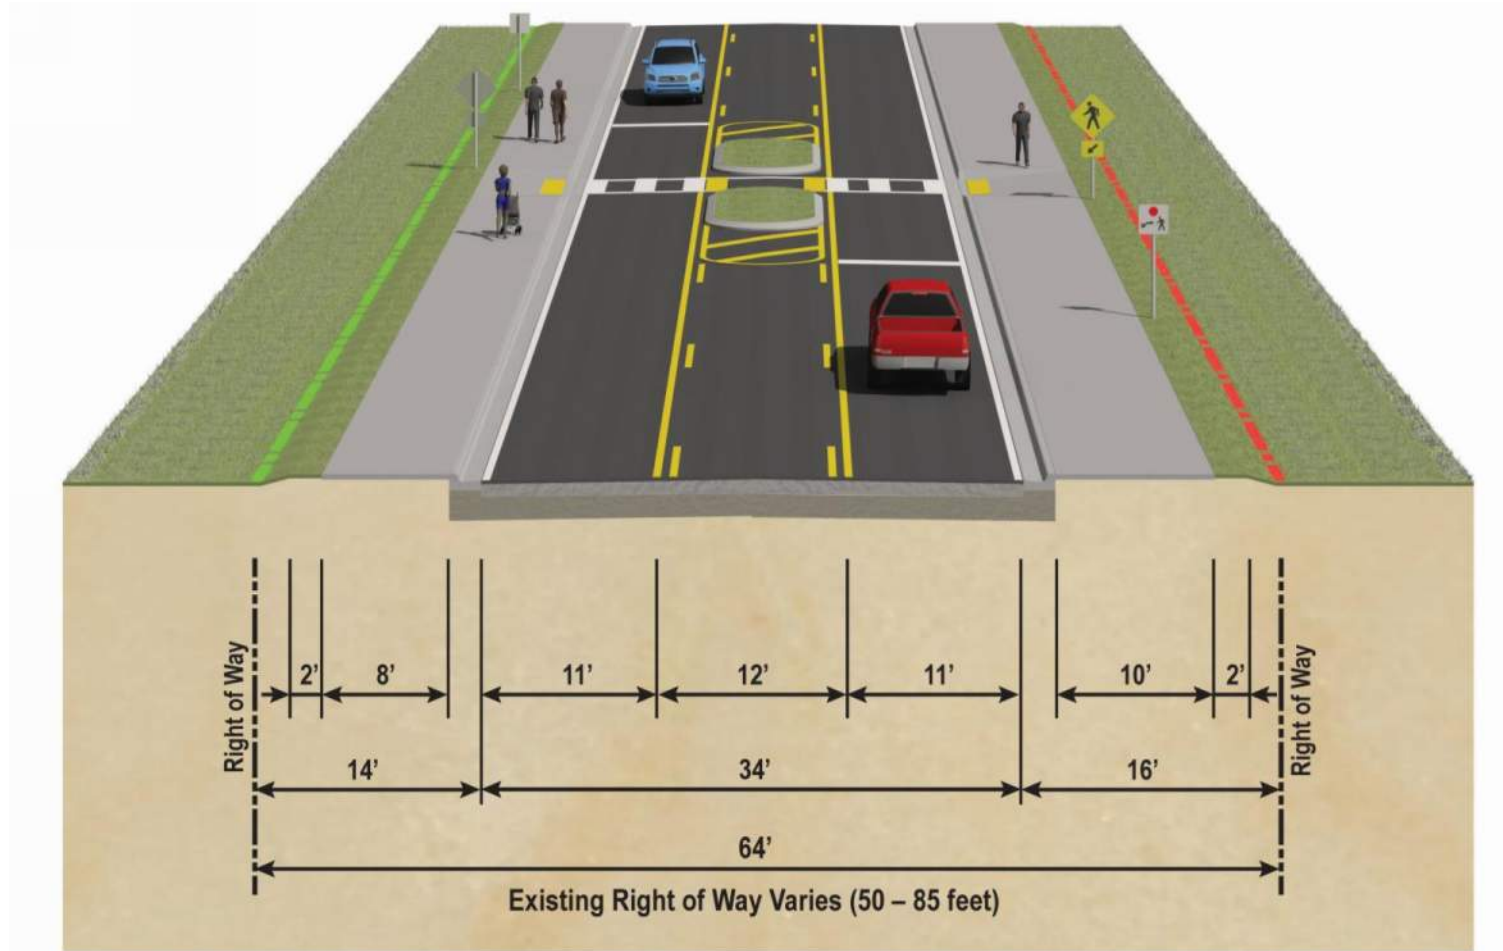 2’ 8’ 11’ 12’ 11’ 10’ 2’
Right of Way
Right of Way
14’ 34’ 16’
64’
Existing Right of Way Varies (50 – 85 feet)